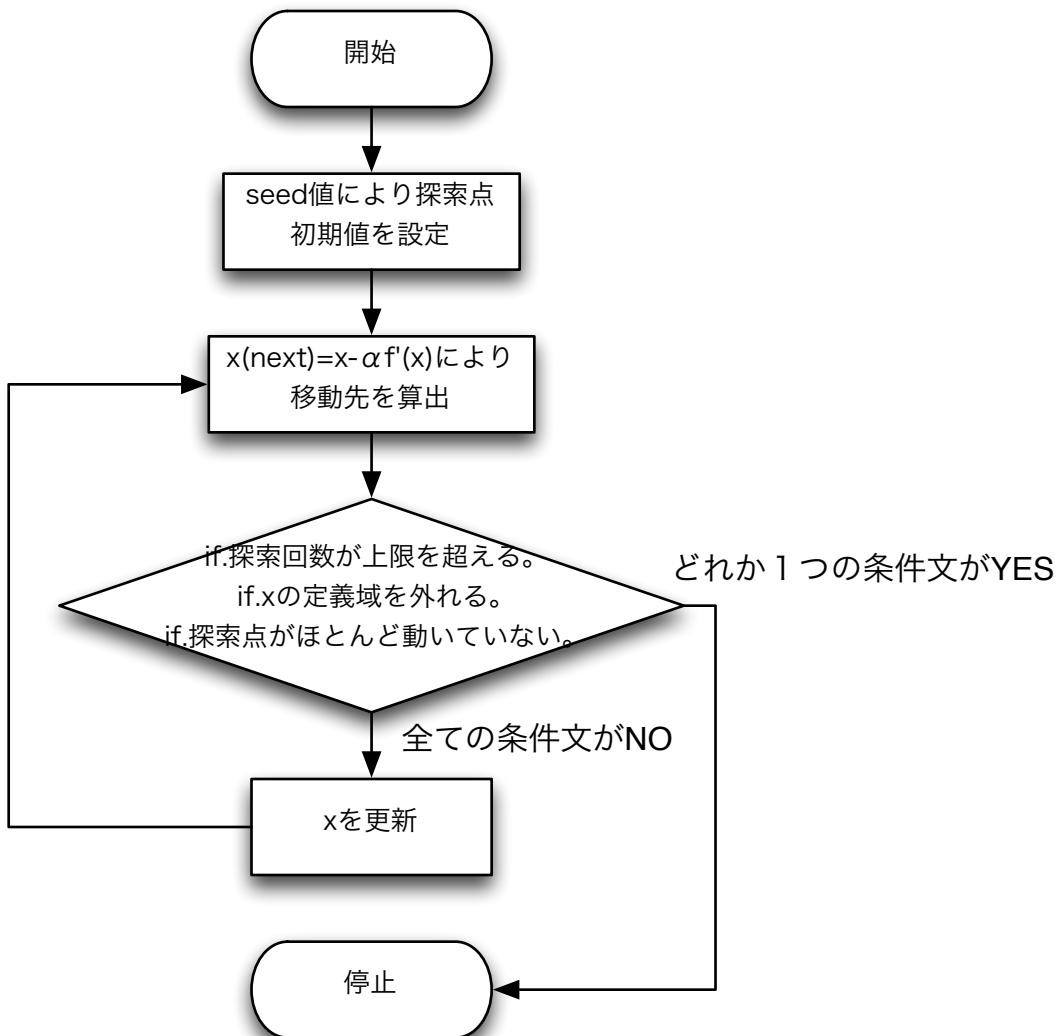 開始
seed値により探索点
初期値を設定
x(next)=x-αf'(x)により
移動先を算出
if.探索回数が上限を超える。
if.xの定義域を外れる。
if.探索点がほとんど動いていない。
どれか１つの条件文がYES
全ての条件文がNO
xを更新
停止